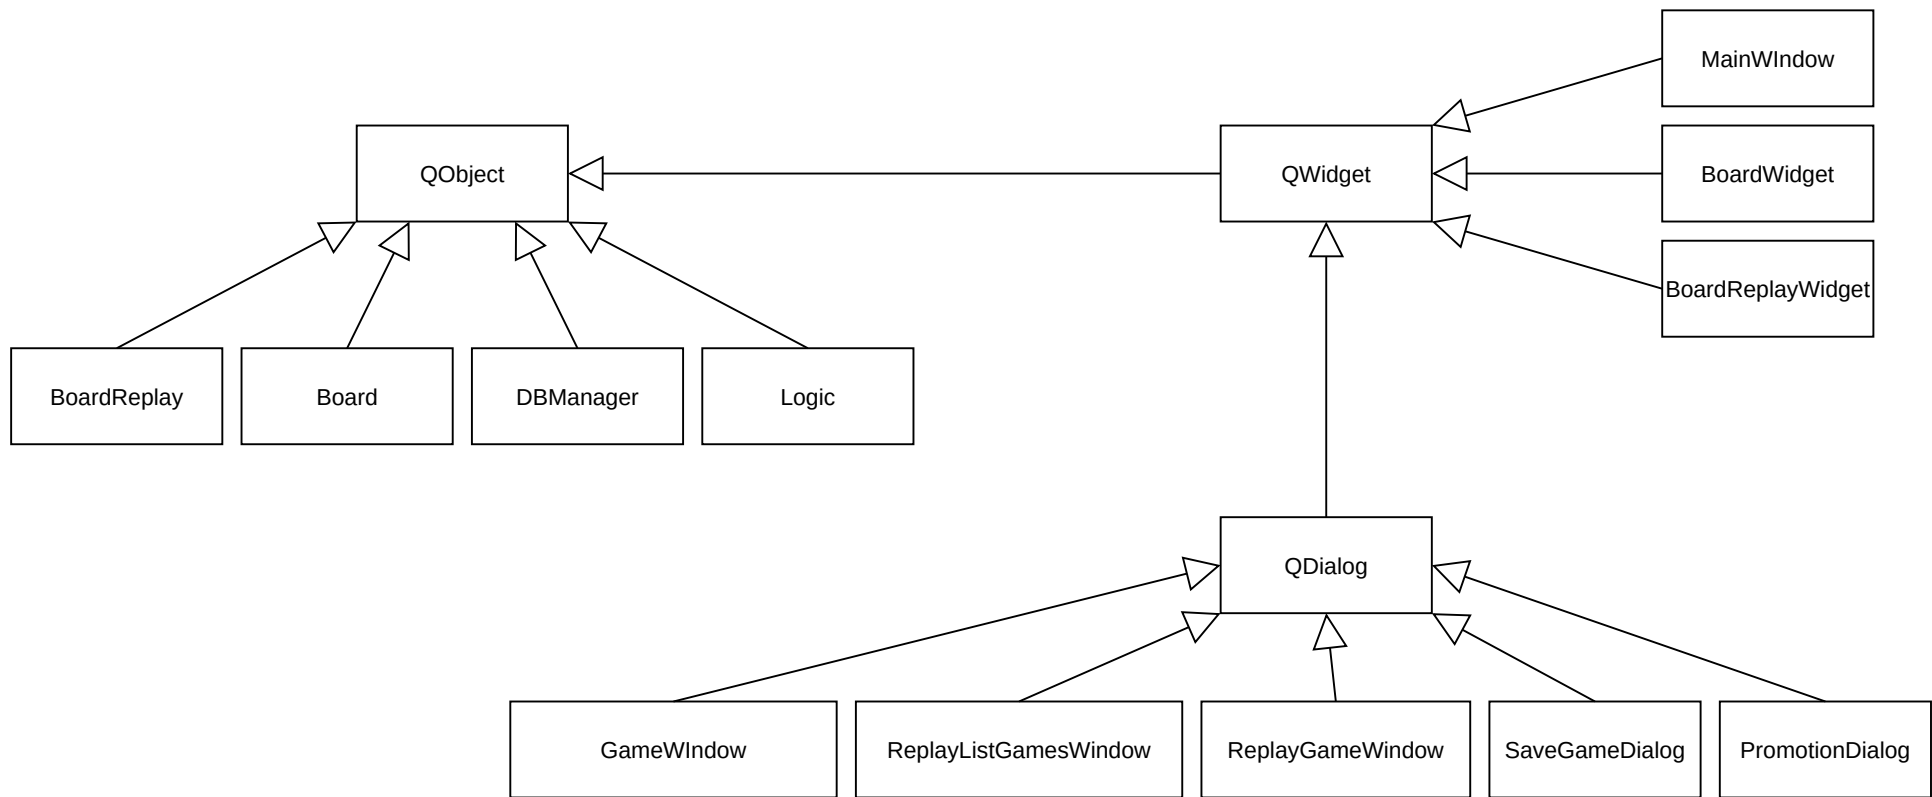 MainWIndow
QObject
QWidget
BoardWidget
BoardReplayWidget
BoardReplay
Board
DBManager
Logic
QDialog
GameWIndow
ReplayListGamesWindow
ReplayGameWindow
SaveGameDialog
PromotionDialog